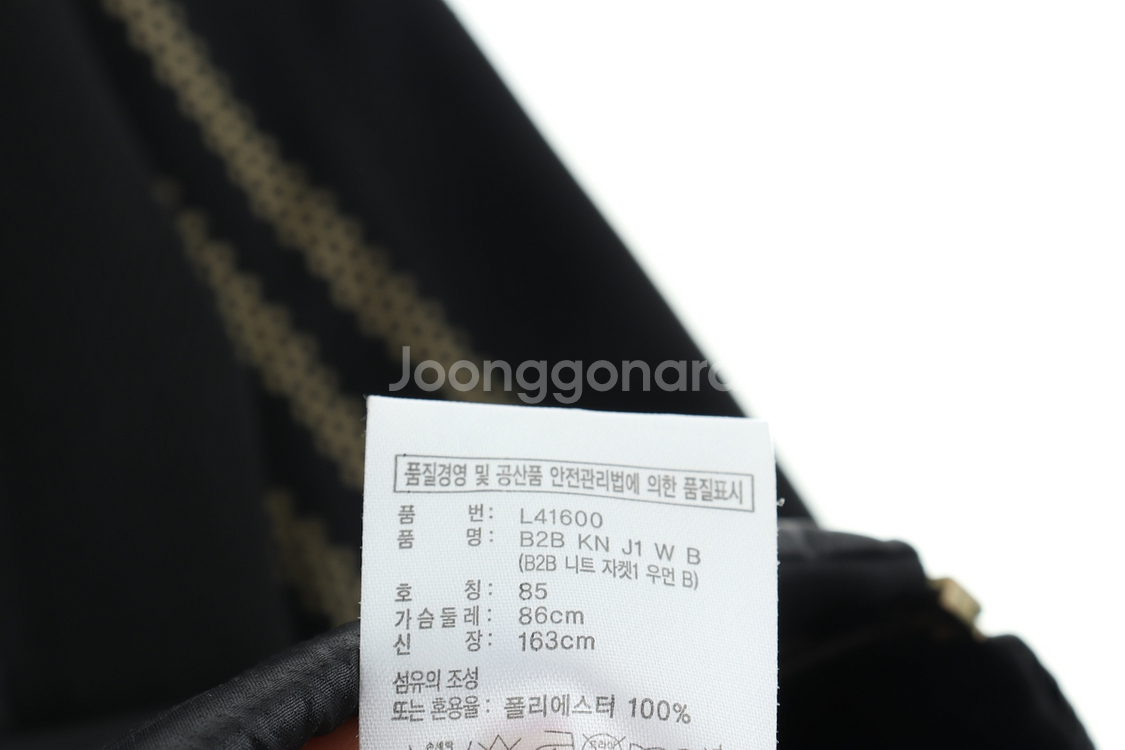 Joonggonara
품질경영 및 공산품 안전관리법에 의한 품질표시
품 번: L41600
품 명: B2B KN J1 W B
(B2B 니트 자켓1 우먼 B)
호 칭: 85
가슴둘레: 86cm
신 장: 163cm
섬유의 조성
또는 혼용율: 폴리에스터 100%
손세탁